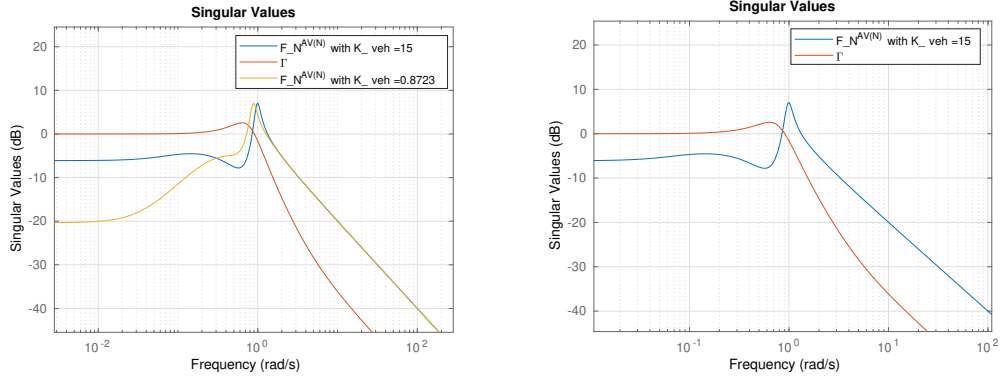 Singular Values
20
10
0
-10
-20
-30
-40
Singular Values (dB)
F_N^AV(N) with K_ veh =15
Γ
F_N^AV(N) with K_ veh =0.8723
10^-2
10^0
10^2
Frequency (rad/s)
Singular Values
20
10
0
-10
-20
-30
-40
Singular Values (dB)
F_N^AV(N) with K_ veh =15
Γ
10^-1
10^0
10^1
10^2
Frequency (rad/s)